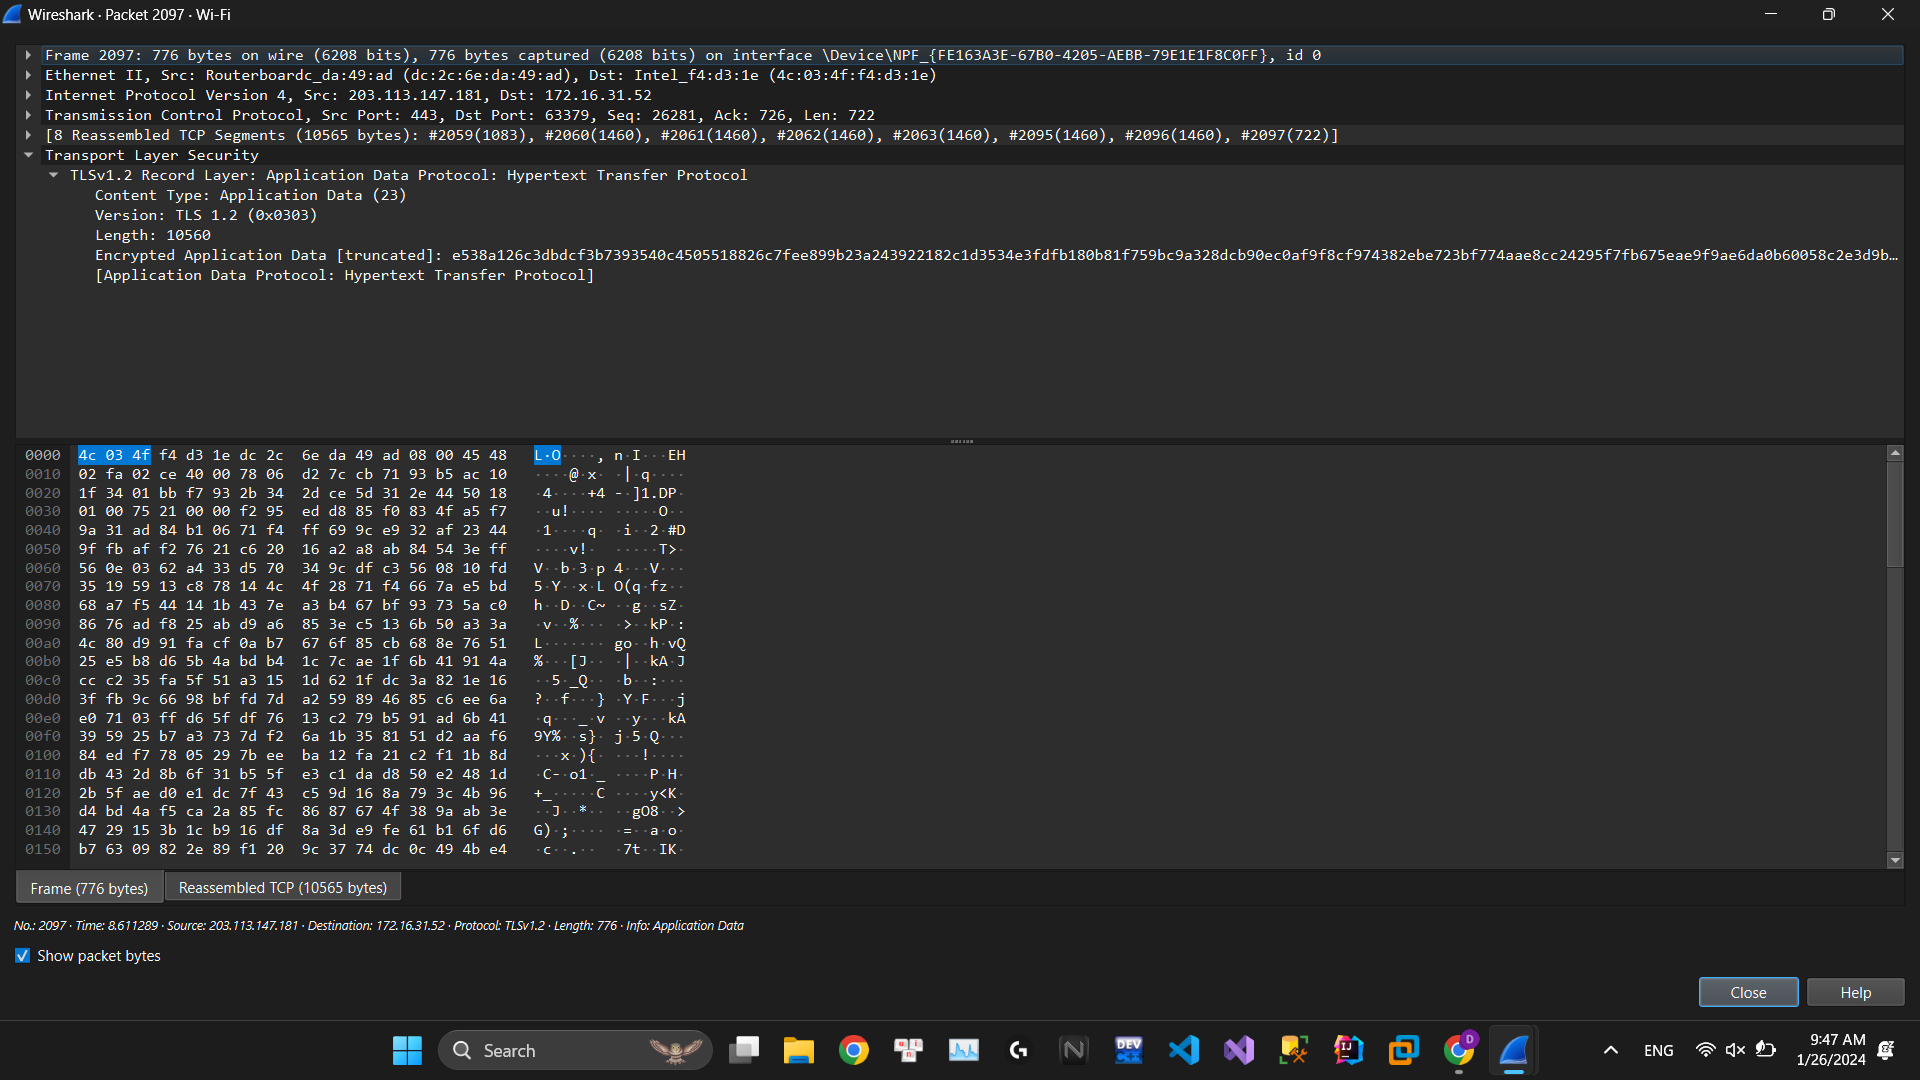 Wireshark · Packet 2097 · Wi-Fi
Frame 2097: 776 bytes on wire (6208 bits), 776 bytes captured (6208 bits) on interface \Device\NPF_{FE163A3E-67B0-4205-AEBB-79E1E1F8C0FF}, id 0
Ethernet II, Src: Routerboardc_da:49:ad (dc:2c:6e:da:49:ad), Dst: Intel_f4:d3:1e (4c:03:4f:f4:d3:1e)
Internet Protocol Version 4, Src: 203.113.147.181, Dst: 172.16.31.52
Transmission Control Protocol, Src Port: 443, Dst Port: 63379, Seq: 26281, Ack: 726, Len: 722
[8 Reassembled TCP Segments (10565 bytes): #2059(1083), #2060(1460), #2061(1460), #2062(1460), #2063(1460), #2095(1460), #2096(1460), #2097(722)]
Transport Layer Security
TLSv1.2 Record Layer: Application Data Protocol: Hypertext Transfer Protocol
Content Type: Application Data (23)
Version: TLS 1.2 (0x0303)
Length: 10560
Encrypted Application Data [truncated]: e538a126c3dbdcf3b7393540c4505518826c7fee899b23a243922182c1d3534e3fdfb180b81f759bc9a328dcb90ec0af9f8cf974382ebe723bf774aae8cc24295f7fb675eae9f9ae6da0b60058c2e3d9b…
[Application Data Protocol: Hypertext Transfer Protocol]
0000 4c 03 4f f4 d3 1e dc 2c 6e da 49 ad 08 00 45 48 L·O····, n·I···EH
0010 02 fa 02 ce 40 00 78 06 d2 7c cb 71 93 b5 ac 10 ····@·x· ·|·q····
0020 1f 34 01 bb f7 93 2b 34 2d ce 5d 31 2e 44 50 18 ·4····+4 -·]1.DP·
0030 01 00 75 21 00 00 f2 95 ed d8 85 f0 83 4f a5 f7 ··u!···· ·····O··
0040 9a 31 ad 84 b1 06 71 f4 ff 69 9c e9 32 af 23 44 ·1····q· ·i··2·#D
0050 9f fb af f2 76 21 c6 20 16 a2 a8 ab 84 54 3e ff ····v!· ·····T>·
0060 56 0e 03 62 a4 33 d5 70 34 9c df c3 56 08 10 fd V··b·3·p 4···V···
0070 35 19 59 13 c8 78 14 4c 4f 28 71 f4 66 7a e5 bd 5·Y··x·L O(q·fz··
0080 68 a7 f5 44 14 1b 43 7e a3 b4 67 bf 93 73 5a c0 h··D··C~ ··g··sZ·
0090 86 76 ad f8 25 ab d9 a6 85 3e c5 13 6b 50 a3 3a ·v··%··· ·>··kP·:
00a0 4c 80 d9 91 fa cf 0a b7 67 6f 85 cb 68 8e 76 51 L······· go··h·vQ
00b0 25 e5 b8 d6 5b 4a bd b4 1c 7c ae 1f 6b 41 91 4a %···[J·· ·|··kA·J
00c0 cc c2 35 fa 5f 51 a3 15 1d 62 1f dc 3a 82 1e 16 ··5·_Q·· ·b··:···
00d0 3f fb 9c 66 98 bf fd 7d a2 59 89 46 85 c6 ee 6a ?··f···} ·Y·F···j
00e0 e0 71 03 ff d6 5f df 76 13 c2 79 b5 91 ad 6b 41 ·q···_·v ··y···kA
00f0 39 59 25 b7 a3 73 7d f2 6a 1b 35 81 51 d2 aa f6 9Y%··s}· j·5·Q···
0100 84 ed f7 78 05 29 7b ee ba 12 fa 21 c2 f1 1b 8d ···x·){· ···!····
0110 db 43 2d 8b 6f 31 b5 5f e3 c1 da d8 50 e2 48 1d ·C-·o1·_ ····P·H·
0120 2b 5f ae d0 e1 dc 7f 43 c5 9d 16 8a 79 3c 4b 96 +_·····C ····y<K·
0130 d4 bd 4a f5 ca 2a 85 fc 86 87 67 4f 38 9a ab 3e ··J··*·· ··gO8··>
0140 47 29 15 3b 1c b9 16 df 8a 3d e9 fe 61 b1 6f d6 G)·;···· ·=··a·o·
0150 b7 63 09 82 2e 89 f1 20 9c 37 74 dc 0c 49 4b e4 ·c··.·· ·7t··IK·
Frame (776 bytes) Reassembled TCP (10565 bytes)
No.: 2097 · Time: 8.611289 · Source: 203.113.147.181 · Destination: 172.16.31.52 · Protocol: TLSv1.2 · Length: 776 · Info: Application Data
Show packet bytes
Close Help
Search
ENG
9:47 AM
1/26/2024